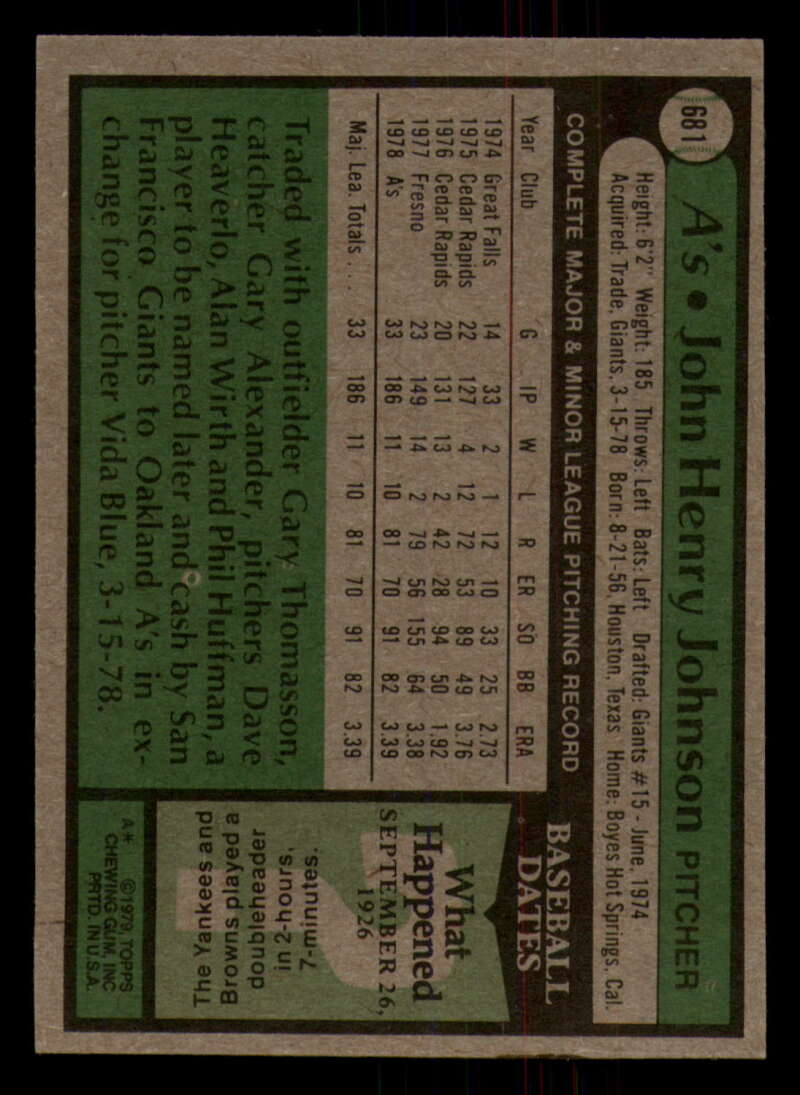 681
A's • John Henry Johnson PITCHER
Height: 6'2" Weight: 185 Throws: Left Bats: Left Drafted: Giants #15 - June, 1974
Acquired: Trade, Giants, 3-15-78 Born: 8-21-56, Houston, Texas Home: Boyes Hot Springs, Cal.
COMPLETE MAJOR & MINOR LEAGUE PITCHING RECORD
Year Club G IP W L R ER SO BB ERA
1974 Great Falls 14 33 2 1 12 10 33 25 2.73
1975 Cedar Rapids 22 127 4 12 72 53 89 49 3.76
1976 Cedar Rapids 20 131 13 2 42 28 94 50 1.92
1977 Fresno 23 149 14 2 79 56 155 64 3.38
1978 A's 33 186 11 10 81 70 91 82 3.39
Maj. Lea. Totals . . . 33 186 11 10 81 70 91 82 3.39
Traded with outfielder Gary Thomasson,
catcher Gary Alexander, pitchers Dave
Heaverlo, Alan Wirth and Phil Huffman, a
player to be named later and cash by San
Francisco Giants to Oakland A's in ex-
change for pitcher Vida Blue, 3-15-78.
BASEBALL
DATES
What
Happened
SEPTEMBER 26,
1926
The Yankees and
Browns played a
doubleheader
in 2-hours,
7-minutes.
A* ©1979 TOPPS
CHEWING GUM, INC
PRTD. IN U.S.A.